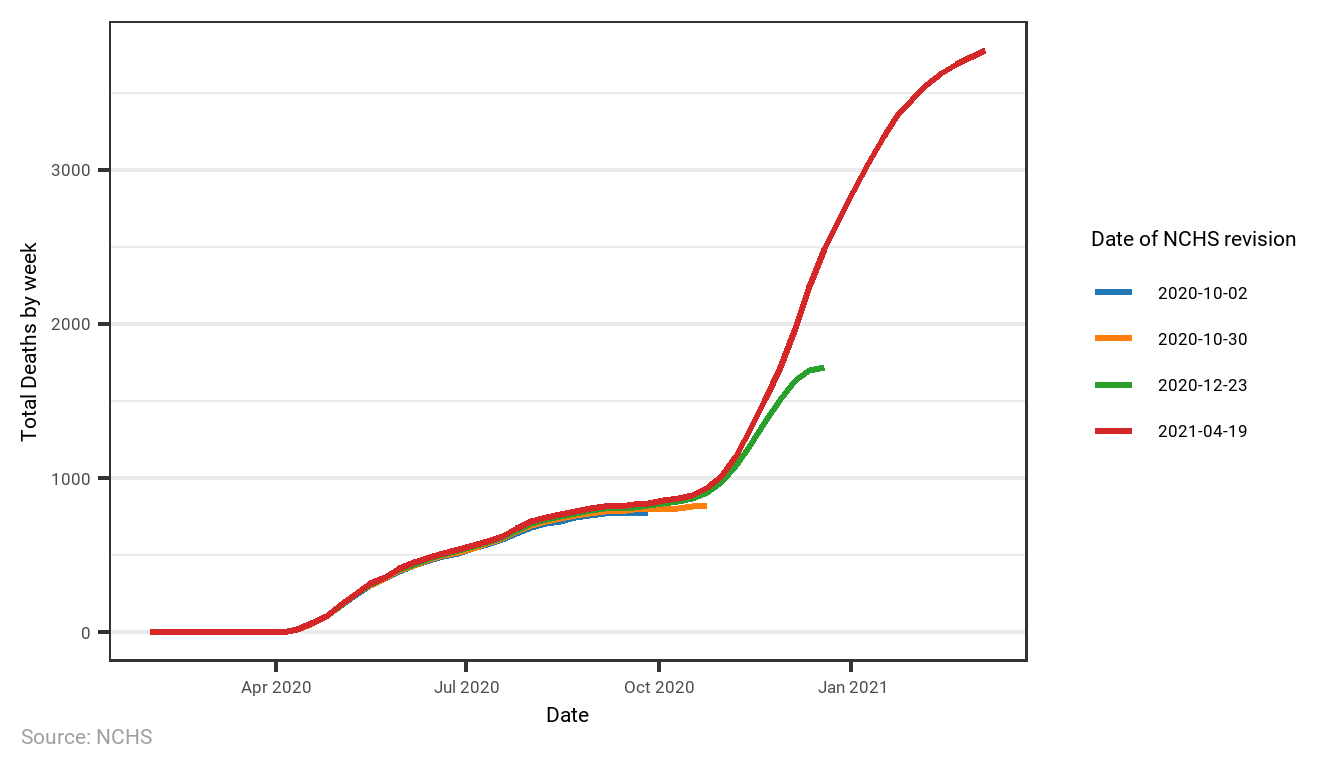 Total Deaths by week
3000
2000
1000
0
Apr 2020
Jul 2020
Oct 2020
Jan 2021
Date
Date of NCHS revision
2020-10-02
2020-10-30
2020-12-23
2021-04-19
Source: NCHS